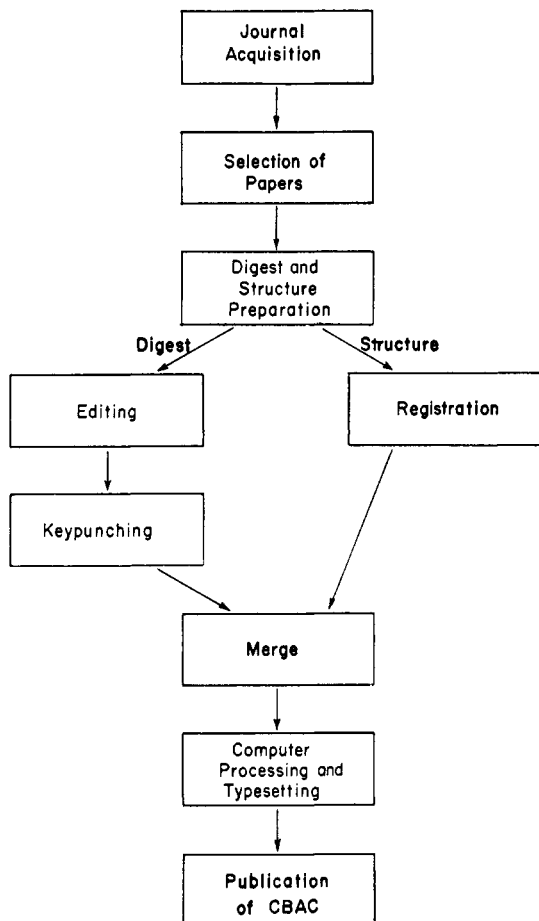 Journal
Acquisition
Selection of
Papers
Digest and
Structure
Preparation
Digest
Structure
Editing
Registration
Keypunching
Merge
Computer
Processing and
Typesetting
Publication
of CBAC